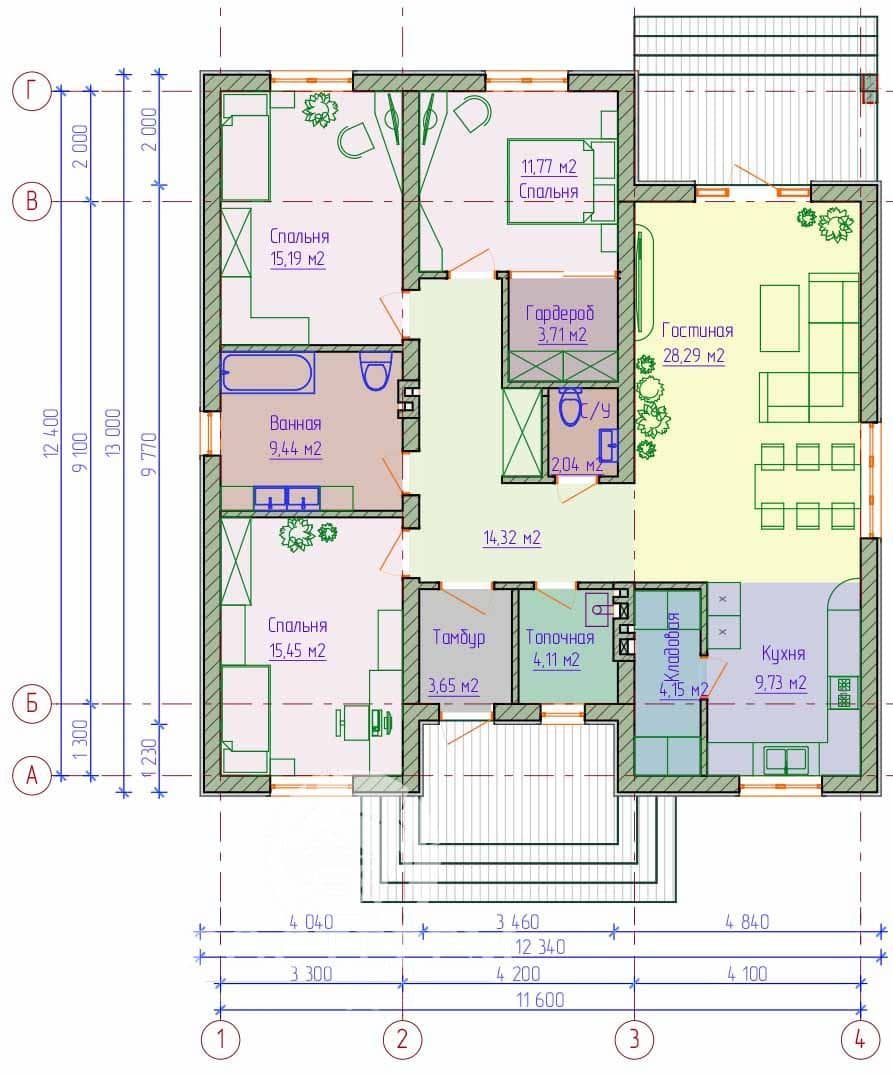 Г
В
Б
А
12 400
2 000
9 100
1 300
13 000
2 000
9 770
1 230
11,77 м2
Спальня
Спальня
15,19 м2
Гардероб
3,71 м2
Гостиная
28,29 м2
Ванная
9,44 м2
С/У
2,04 м2
14,32 м2
Спальня
15,45 м2
Тамбур
3,65 м2
Топочная
4,11 м2
Кладовая
4,15 м2
X
X
Кухня
9,73 м2
4 040
3 460
4 840
12 340
3 300
4 200
4 100
11 600
1
2
3
4